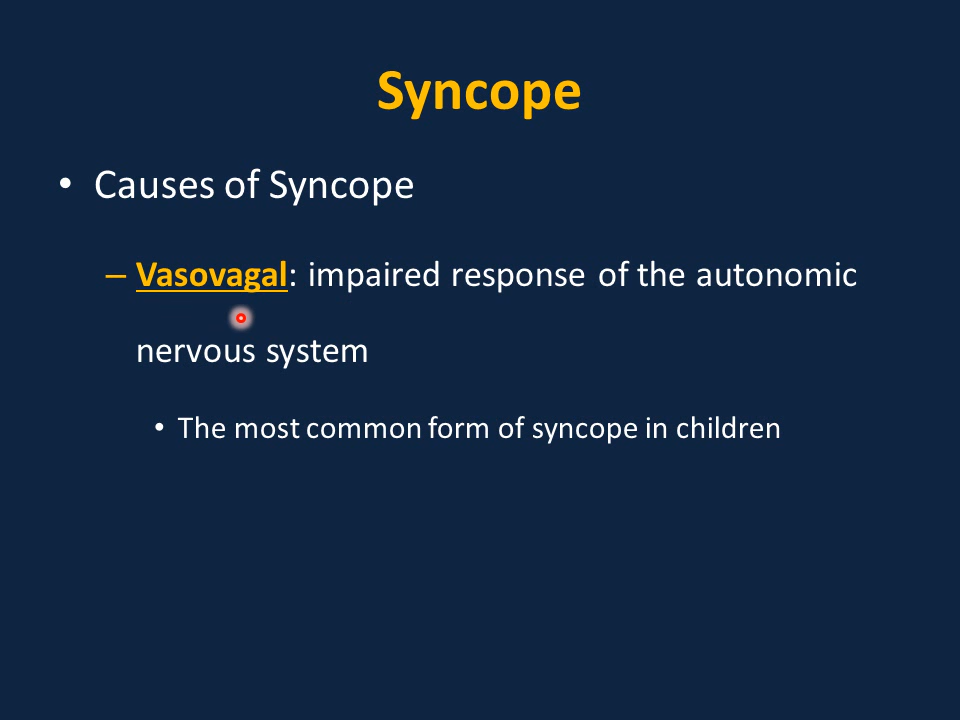 Syncope
• Causes of Syncope
– Vasovagal: impaired response of the autonomic
nervous system
• The most common form of syncope in children